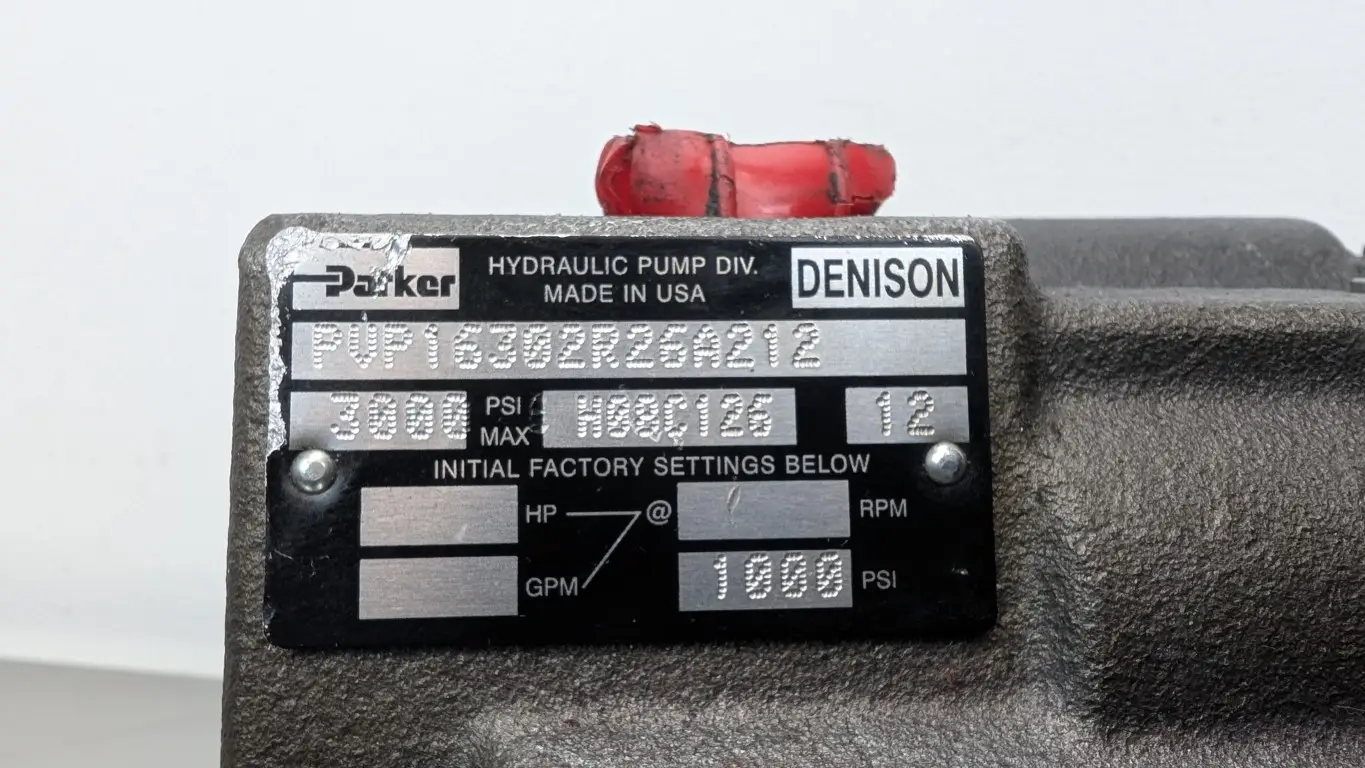 Parker
HYDRAULIC PUMP DIV.
MADE IN USA
DENISON
PVP16302R26A212
3000 PSI MAX H08C126 12
INITIAL FACTORY SETTINGS BELOW
HP @ RPM
GPM 1000 PSI